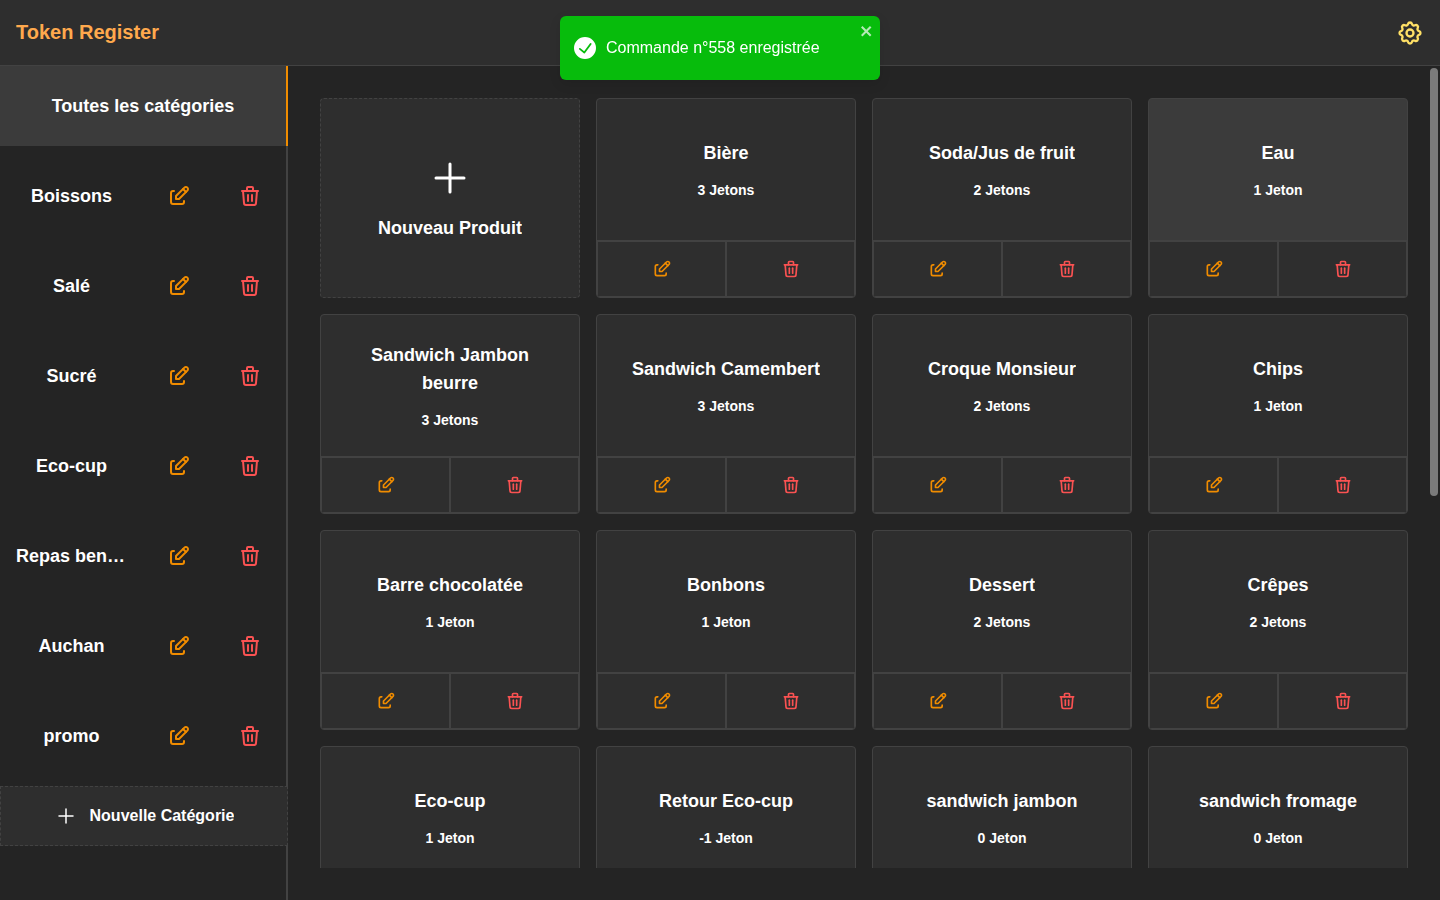 Token Register
Commande n°558 enregistrée
Toutes les catégories
Boissons
Salé
Sucré
Eco-cup
Repas ben…
Auchan
promo
Nouvelle Catégorie
Nouveau Produit
Bière
3 Jetons
Soda/Jus de fruit
2 Jetons
Eau
1 Jeton
Sandwich Jambon
beurre
3 Jetons
Sandwich Camembert
3 Jetons
Croque Monsieur
2 Jetons
Chips
1 Jeton
Barre chocolatée
1 Jeton
Bonbons
1 Jeton
Dessert
2 Jetons
Crêpes
2 Jetons
Eco-cup
1 Jeton
Retour Eco-cup
-1 Jeton
sandwich jambon
0 Jeton
sandwich fromage
0 Jeton